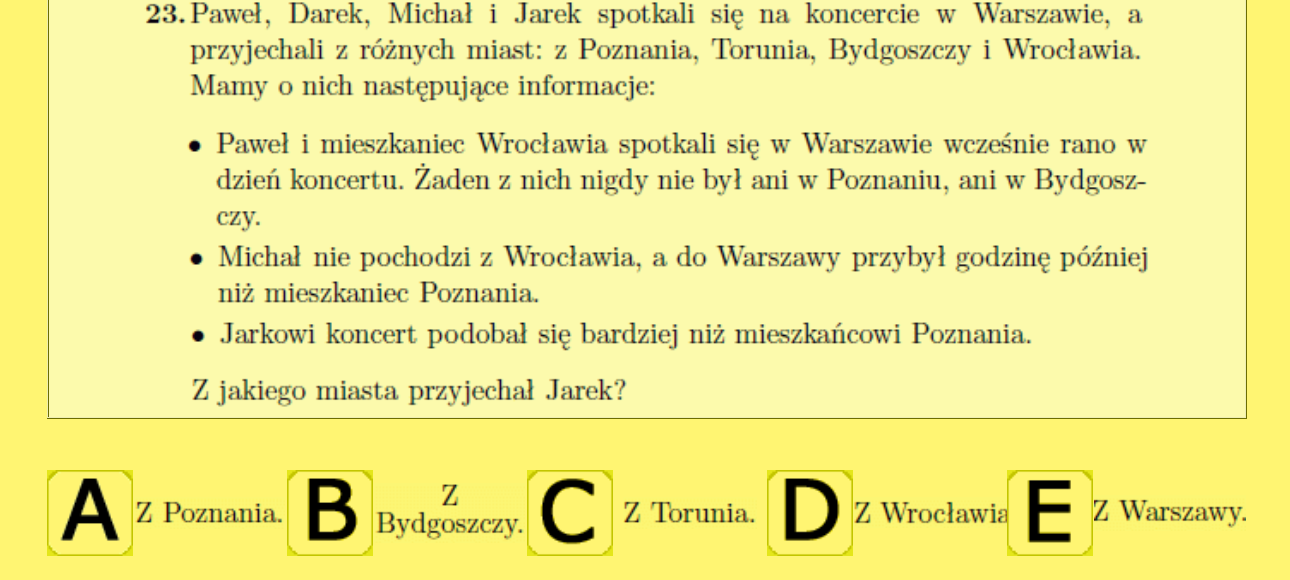 23. Paweł, Darek, Michał i Jarek spotkali się na koncercie w Warszawie, a
przyjechali z różnych miast: z Poznania, Torunia, Bydgoszczy i Wrocławia.
Mamy o nich następujące informacje:
• Paweł i mieszkaniec Wrocławia spotkali się w Warszawie wcześnie rano w
dzień koncertu. Żaden z nich nigdy nie był ani w Poznaniu, ani w Bydgosz-
czy.
• Michał nie pochodzi z Wrocławia, a do Warszawy przybył godzinę później
niż mieszkaniec Poznania.
• Jarkowi koncert podobał się bardziej niż mieszkańcowi Poznania.
Z jakiego miasta przyjechał Jarek?
A Z Poznania.
B Z
Bydgoszczy.
C Z Torunia.
D Z Wrocławia
E Z Warszawy.